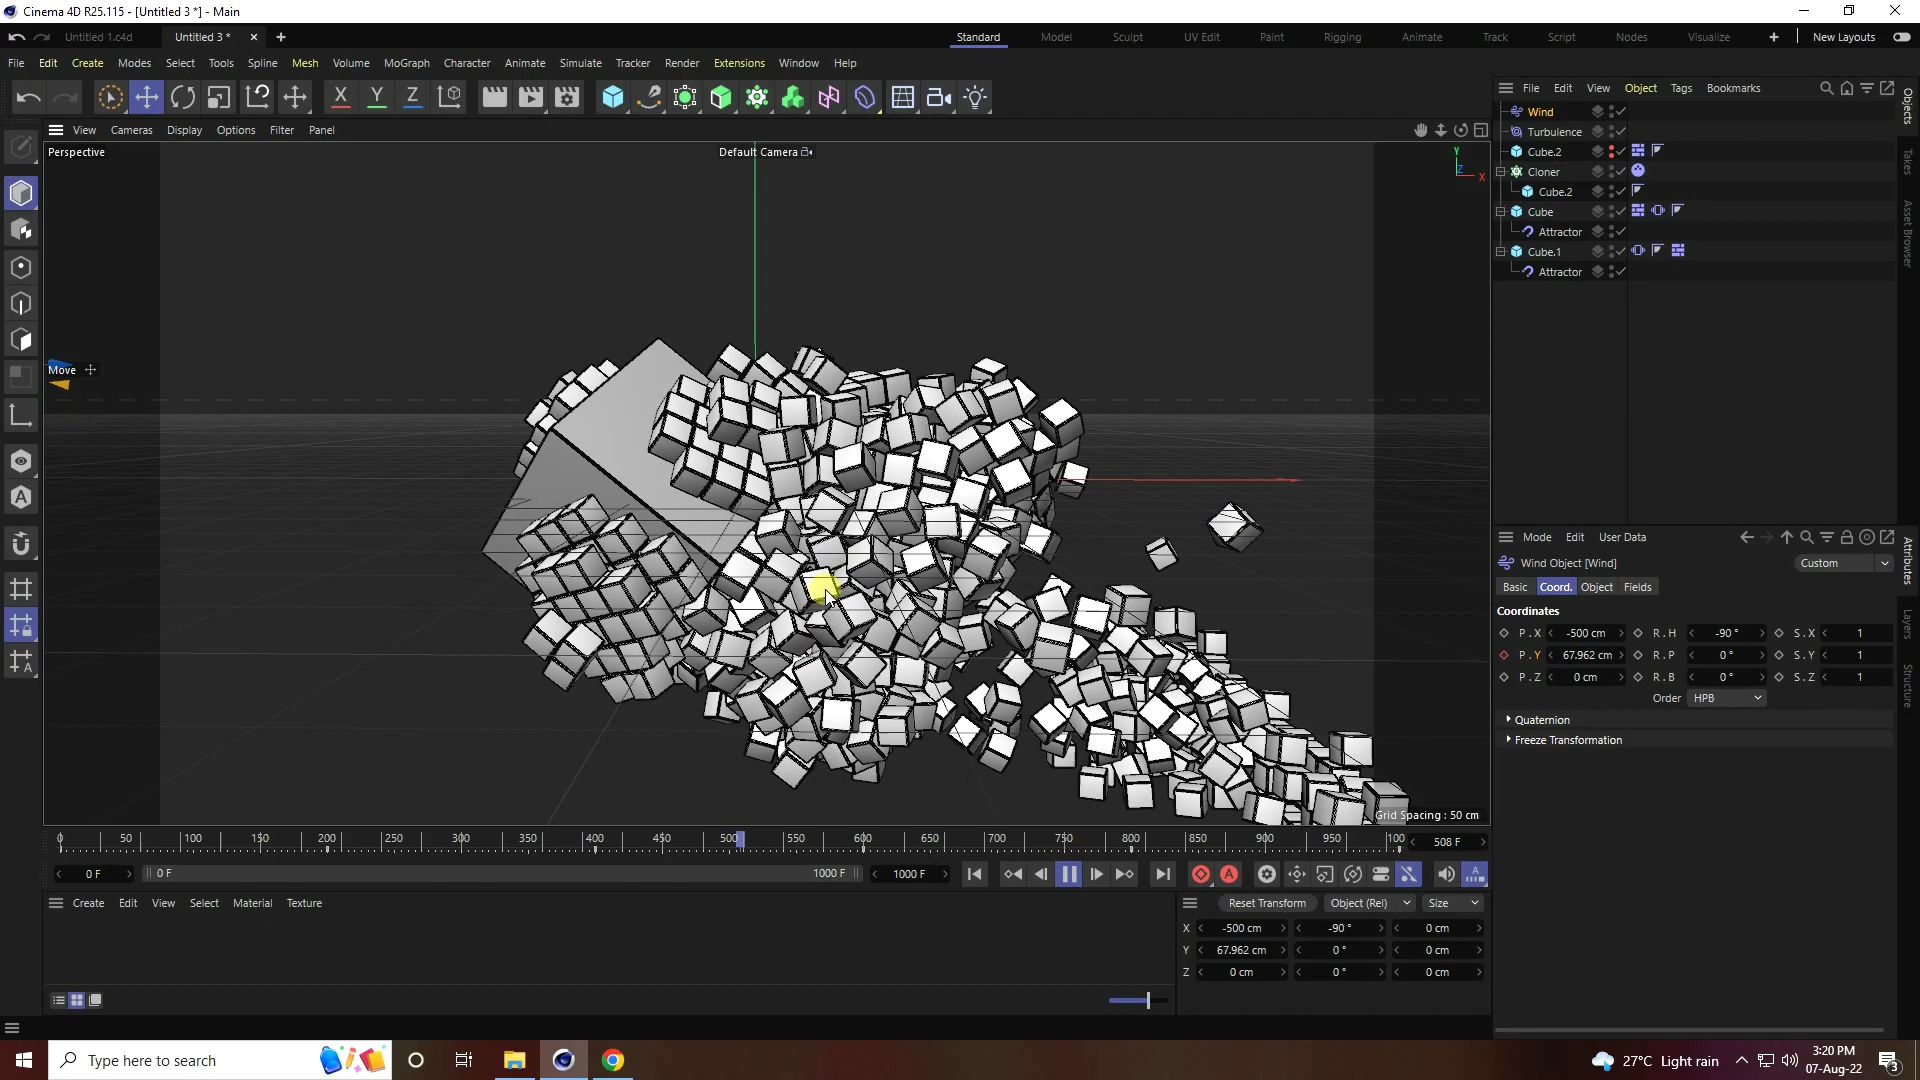 Cinema 4D R25.115 - [Untitled 3 *] - Main
Untitled 1.c4d Untitled 3 * Standard Model Sculpt UV Edit Paint Rigging Animate Track Script Nodes Visualize New Layouts
File Edit Create Modes Select Tools Spline Mesh Volume MoGraph Character Animate Simulate Tracker Render Extensions Window Help
X Y Z
File Edit View Object Tags Bookmarks
Objects
Takes
Asset Browser
View Cameras Display Options Filter Panel
Perspective
Default Camera
Y
Z
X
Wind
Turbulence
Cube.2
Cloner
Cube.2
Cube
Attractor
Cube.1
Attractor
Move
Mode Edit User Data
Attributes
Layers
Structure
Wind Object [Wind] Custom
Basic Coord. Object Fields
Coordinates
P.X -500 cm R.H -90 ° S.X 1
P.Y 67.962 cm R.P 0 ° S.Y 1
P.Z 0 cm R.B 0 ° S.Z 1
Order HPB
Quaternion
Freeze Transformation
Grid Spacing : 50 cm
0 50 100 150 200 250 300 350 400 450 500 550 600 650 700 750 800 850 900 950 100 508 F
0 F 0 F 1000 F 1000 F
Create Edit View Select Material Texture
Reset Transform Object (Rel) Size
X -500 cm -90 ° 0 cm
Y 67.962 cm 0 ° 0 cm
Z 0 cm 0 ° 0 cm
Type here to search
27°C Light rain
3:20 PM
07-Aug-22
3